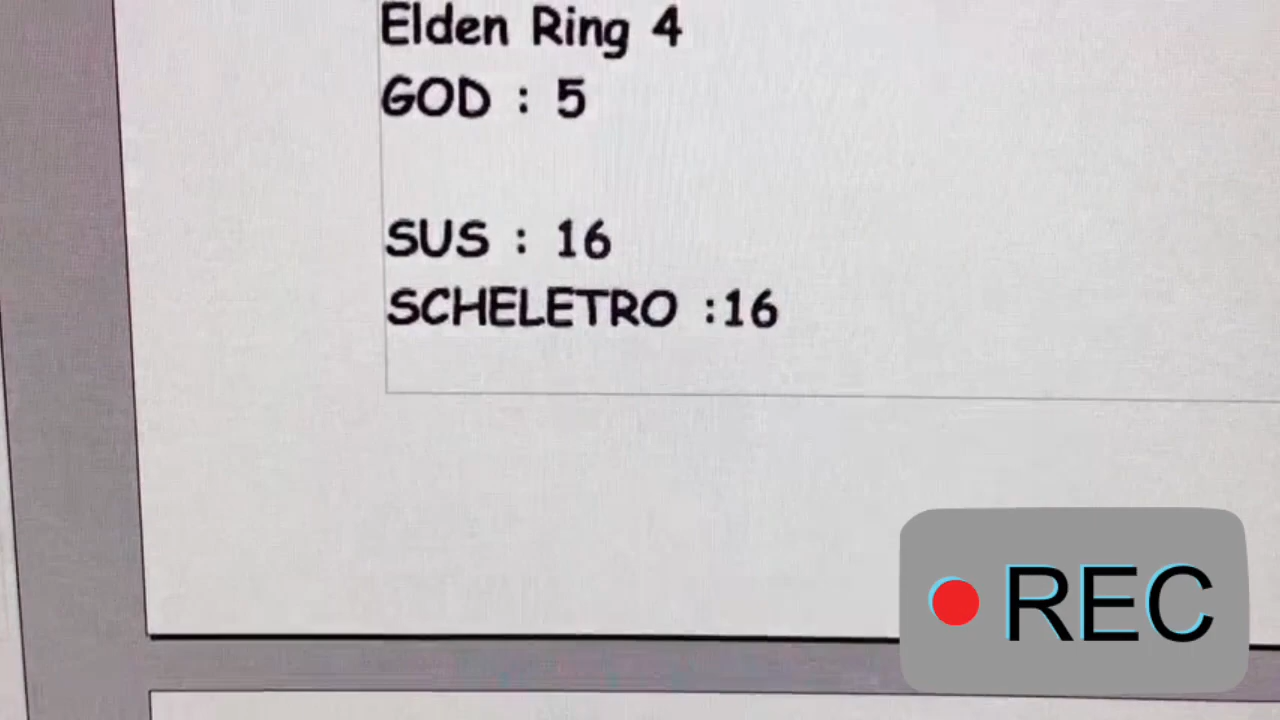 Elden Ring 4
GOD : 5
SUS : 16
SCHELETRO :16
REC